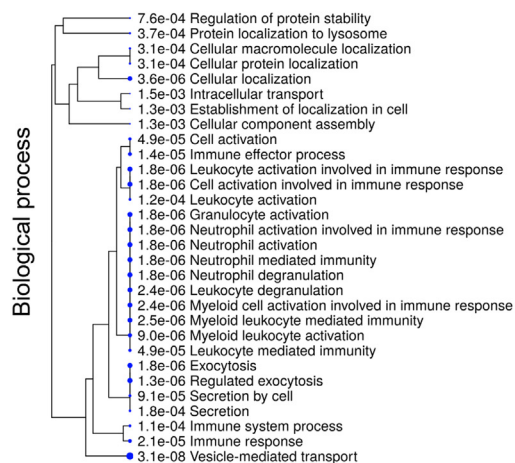 Biological process
7.6e-04 Regulation of protein stability
3.7e-04 Protein localization to lysosome
3.1e-04 Cellular macromolecule localization
3.1e-04 Cellular protein localization
3.6e-06 Cellular localization
1.5e-03 Intracellular transport
1.3e-03 Establishment of localization in cell
1.3e-03 Cellular component assembly
4.9e-05 Cell activation
1.4e-05 Immune effector process
1.8e-06 Leukocyte activation involved in immune response
1.8e-06 Cell activation involved in immune response
1.2e-04 Leukocyte activation
1.8e-06 Granulocyte activation
1.8e-06 Neutrophil activation involved in immune response
1.8e-06 Neutrophil activation
1.8e-06 Neutrophil mediated immunity
1.8e-06 Neutrophil degranulation
2.4e-06 Leukocyte degranulation
2.4e-06 Myeloid cell activation involved in immune response
2.5e-06 Myeloid leukocyte mediated immunity
9.0e-06 Myeloid leukocyte activation
4.9e-05 Leukocyte mediated immunity
1.8e-06 Exocytosis
1.3e-06 Regulated exocytosis
9.1e-05 Secretion by cell
1.8e-04 Secretion
1.1e-04 Immune system process
2.1e-05 Immune response
3.1e-08 Vesicle-mediated transport